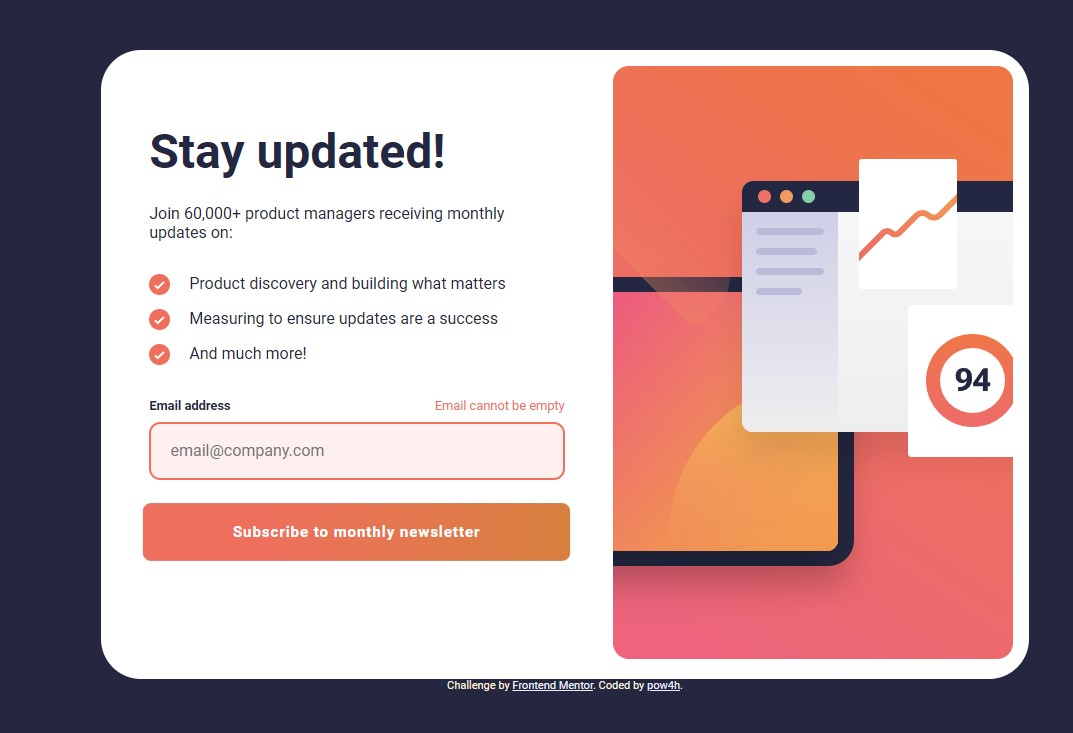 Stay updated!
Join 60,000+ product managers receiving monthly
updates on:
Product discovery and building what matters
Measuring to ensure updates are a success
And much more!
Email address
Email cannot be empty
email@company.com
Subscribe to monthly newsletter
94
Challenge by Frontend Mentor. Coded by pow4h.